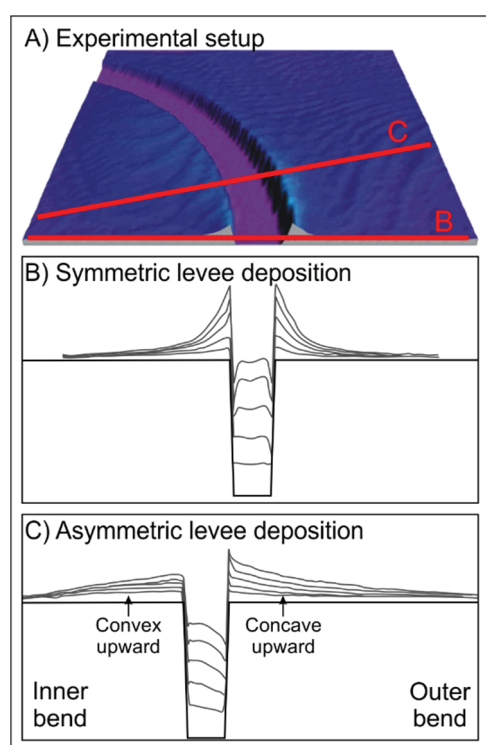 A) Experimental setup
C
B
B) Symmetric levee deposition
C) Asymmetric levee deposition
Convex
upward
Concave
upward
Inner
bend
Outer
bend